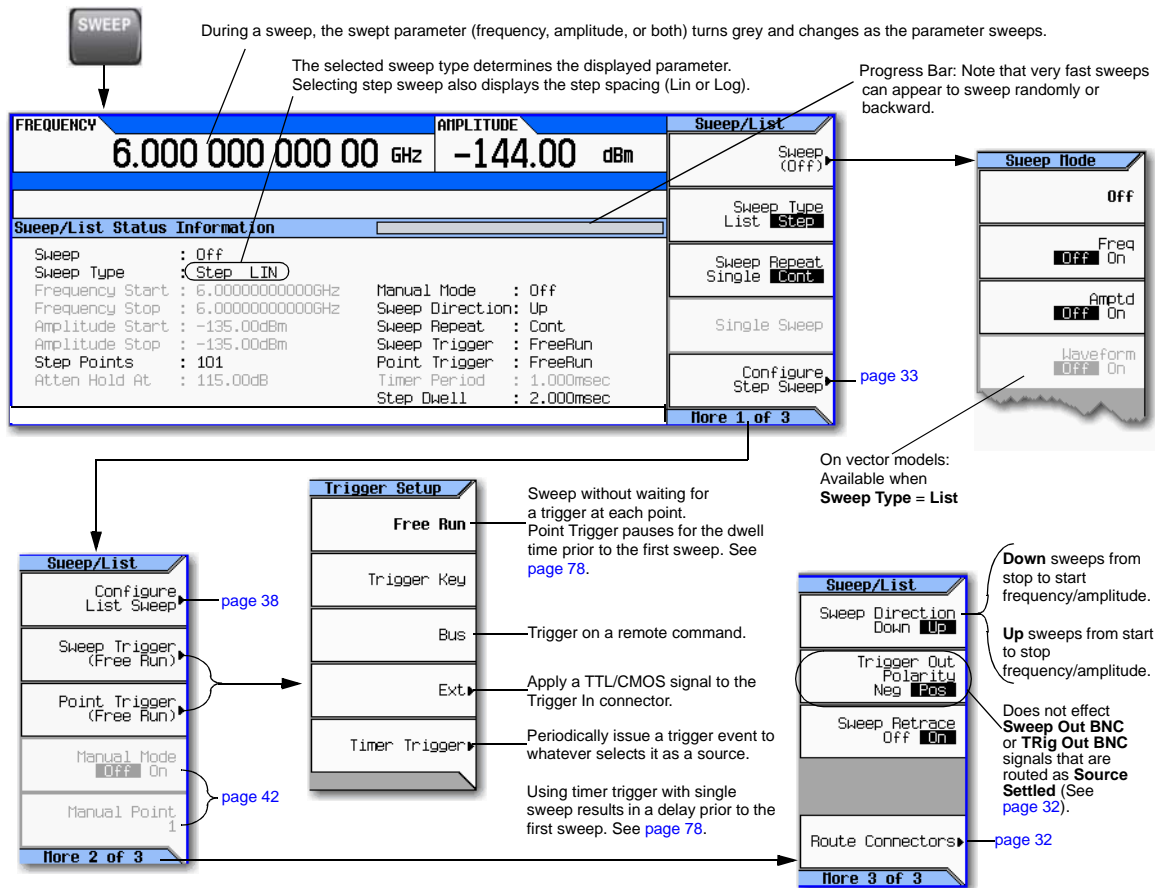 SWEEP
During a sweep, the swept parameter (frequency, amplitude, or both) turns grey and changes as the parameter sweeps.
The selected sweep type determines the displayed parameter.
Selecting step sweep also displays the step spacing (Lin or Log).
Progress Bar: Note that very fast sweeps
can appear to sweep randomly or
backward.
FREQUENCY
6.000 000 000 00 GHz
AMPLITUDE
-144.00 dBm
Sweep/List Status Information
Sweep : Off
Sweep Type : Step LIN
Frequency Start : 6.00000000000GHz
Frequency Stop : 6.00000000000GHz
Amplitude Start : -135.00dBm
Amplitude Stop : -135.00dBm
Step Points : 101
Atten Hold At : 115.00dB
Manual Mode : Off
Sweep Direction: Up
Sweep Repeat : Cont
Sweep Trigger : FreeRun
Point Trigger : FreeRun
Timer Period : 1.000msec
Step Dwell : 2.000msec
Sweep/List
Sweep
(Off)
Sweep Type
List Step
Sweep Repeat
Single Cont
Single Sweep
Configure
Step Sweep
More 1 of 3
page 33
Sweep Mode
Off
Freq
Off On
Amptd
Off On
Waveform
Off On
On vector models:
Available when
Sweep Type = List
Sweep/List
Configure
List Sweep
page 38
Sweep Trigger
(Free Run)
Point Trigger
(Free Run)
Manual Mode
Off On
Manual Point
1
page 42
More 2 of 3
Trigger Setup
Free Run
Trigger Key
Bus
Ext
Timer Trigger
Sweep without waiting for
a trigger at each point.
Point Trigger pauses for the dwell
time prior to the first sweep. See
page 78.
Trigger on a remote command.
Apply a TTL/CMOS signal to the
Trigger In connector.
Periodically issue a trigger event to
whatever selects it as a source.
Using timer trigger with single
sweep results in a delay prior to the
first sweep. See page 78.
Sweep/List
Sweep Direction
Down Up
Trigger Out
Polarity
Neg Pos
Sweep Retrace
Off On
Route Connectors
More 3 of 3
Down sweeps from
stop to start
frequency/amplitude.
Up sweeps from start
to stop
frequency/amplitude.
Does not effect
Sweep Out BNC
or TRig Out BNC
signals that are
routed as Source
Settled (See
page 32).
page 32